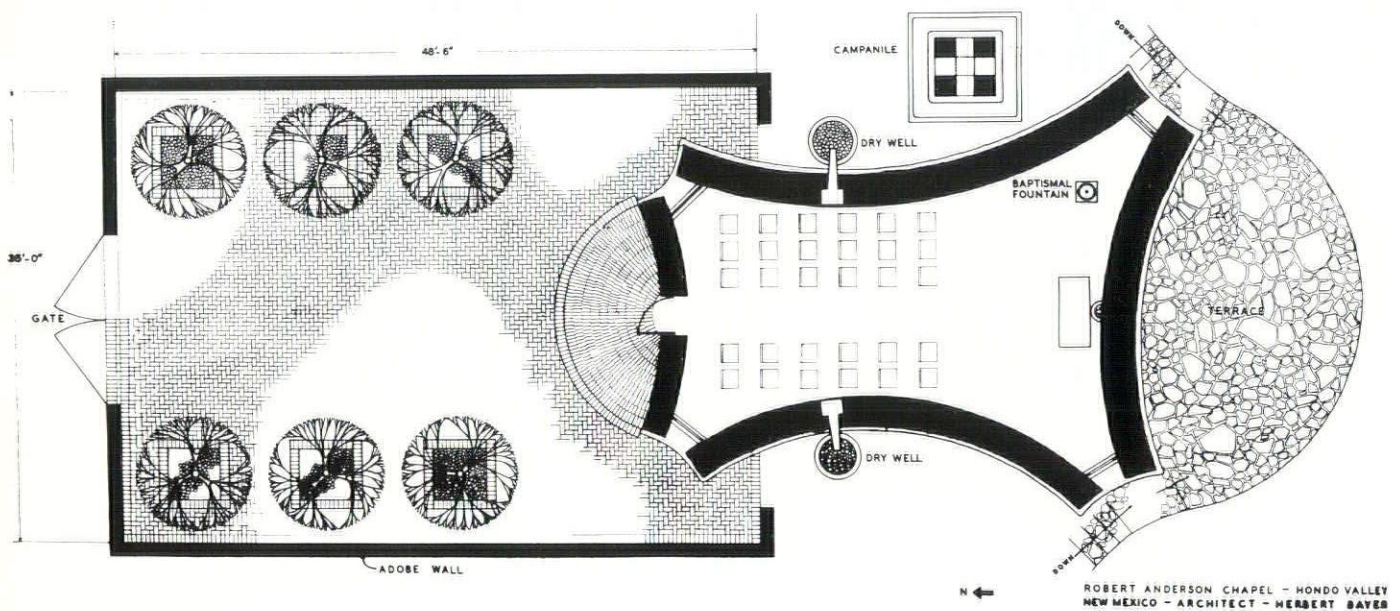 48'-6"
CAMPANILE
DOWN
DRY WELL
BAPTISMAL
FOUNTAIN
36'-0"
GATE
TERRACE
DRY WELL
DOWN
ADOBE WALL
N
ROBERT ANDERSON CHAPEL - HONDO VALLEY
NEW MEXICO - ARCHITECT - HERBERT BAYER